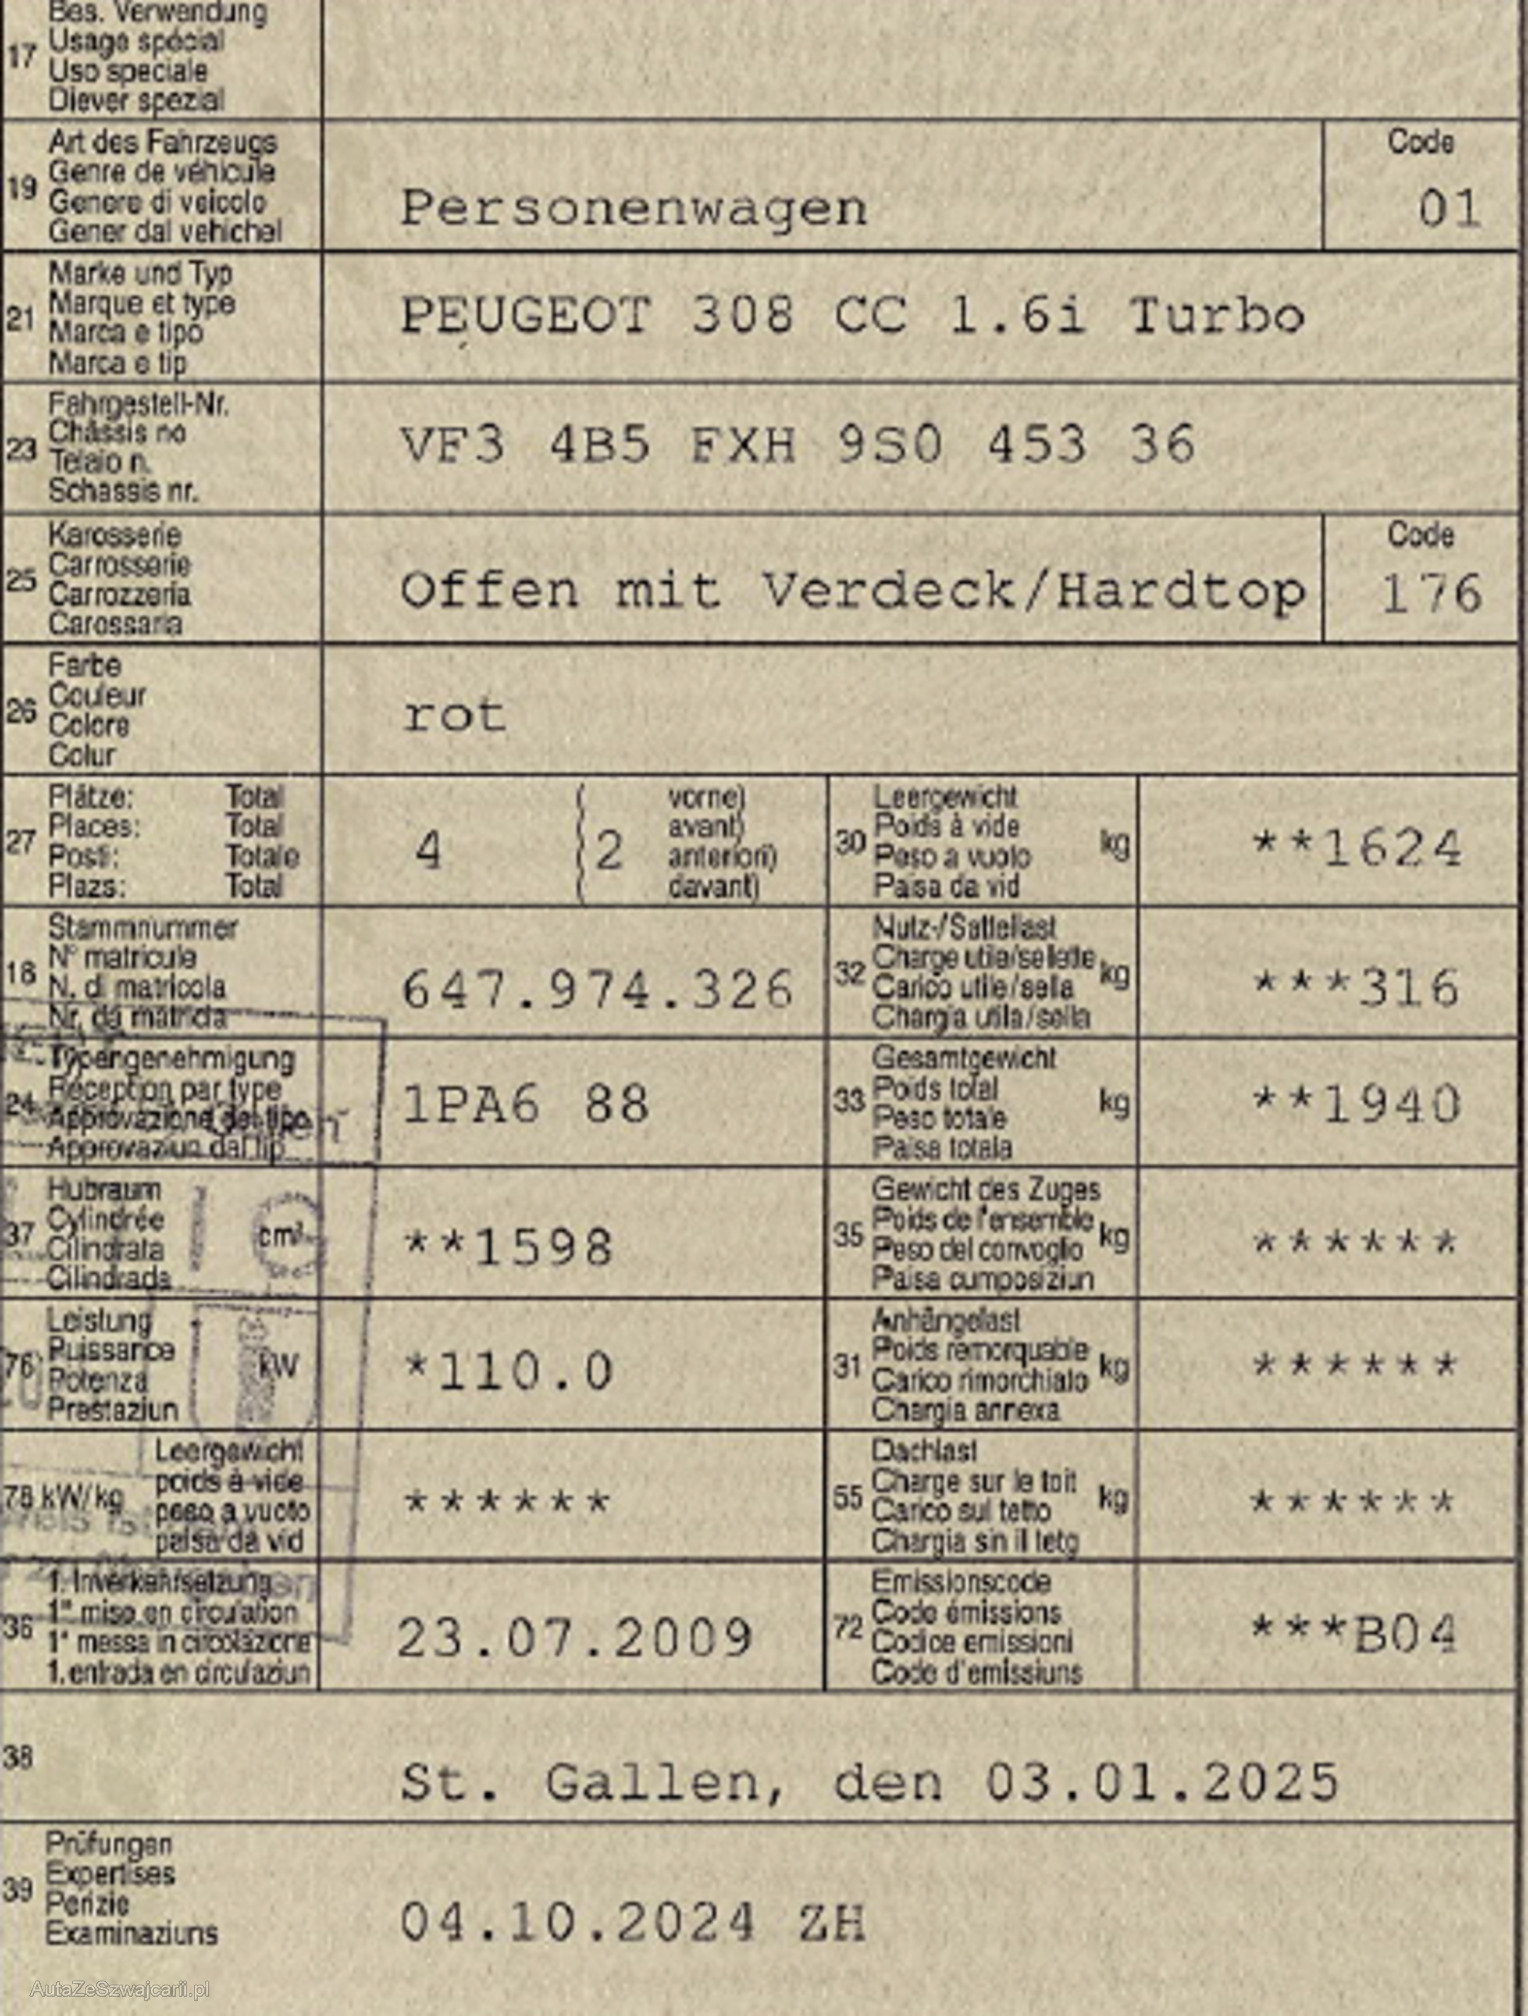 Bes. Verwendung
17 Usage spécial
Uso speciale
Diever spezial
Art des Fahrzeugs
19 Genre de véhicule
Genere di veicolo
Gener dal vehichel
Personenwagen
Code
01
Marke und Typ
21 Marque et type
Marca e tipo
Marca e tip
PEUGEOT 308 CC 1.6i Turbo
Fahrgestell-Nr.
23 Châssis no
Telaio n.
Schassis nr.
VF3 4B5 FXH 9S0 453 36
Karosserie
25 Carrosserie
Carrozzeria
Carossaria
Offen mit Verdeck/Hardtop
Code
176
Farbe
26 Couleur
Colore
Colur
rot
Plätze: Total
27 Places: Total
Posti: Totale
Plazs: Total
4 ( 2 vorne)
avant)
anteriori)
davant)
Leergewicht
30 Poids à vide kg
Peso a vuoto
Paisa da vid
**1624
Stammnummer
18 N° matricule
N. di matricola
Nr. da matricla
647.974.326
Nutz-/Sattellast
32 Charge utile/sellette kg
Carico utile/sella
Chargia utila/sella
***316
Typengenehmigung
24 Réception par type
Approvazione del tipo
Approvaziun dal tip
1PA6 88
Gesamtgewicht
33 Poids total kg
Peso totale
Paisa totala
**1940
Hubraum
37 Cylindrée cm³
Cilindrata
Cilindrada
**1598
Gewicht des Zuges
35 Poids de l'ensemble kg
Peso del convoglio
Paisa cumposiziun
******
Leistung
76 Puissance kW
Potenza
Prestaziun
*110.0
Anhängelast
31 Poids remorquable kg
Carico rimorchiato
Chargia annexa
******
Leergewicht
78 kW/kg poids à vide
peso a vuoto
paisa da vid
******
Dachlast
55 Charge sur le toit kg
Carico sul tetto
Chargia sin il tetg
******
1. Inverkehrsetzung
36 1re mise en circulation
1a messa in circolazione
1. entrada en circulaziun
23.07.2009
Emissionscode
72 Code émissions
Codice emissioni
Code d'emissiuns
***B04
38
St. Gallen, den 03.01.2025
Prüfungen
39 Expertises
Perizie
Examinaziuns
04.10.2024 ZH
AutaZeSzwajcarii.pl